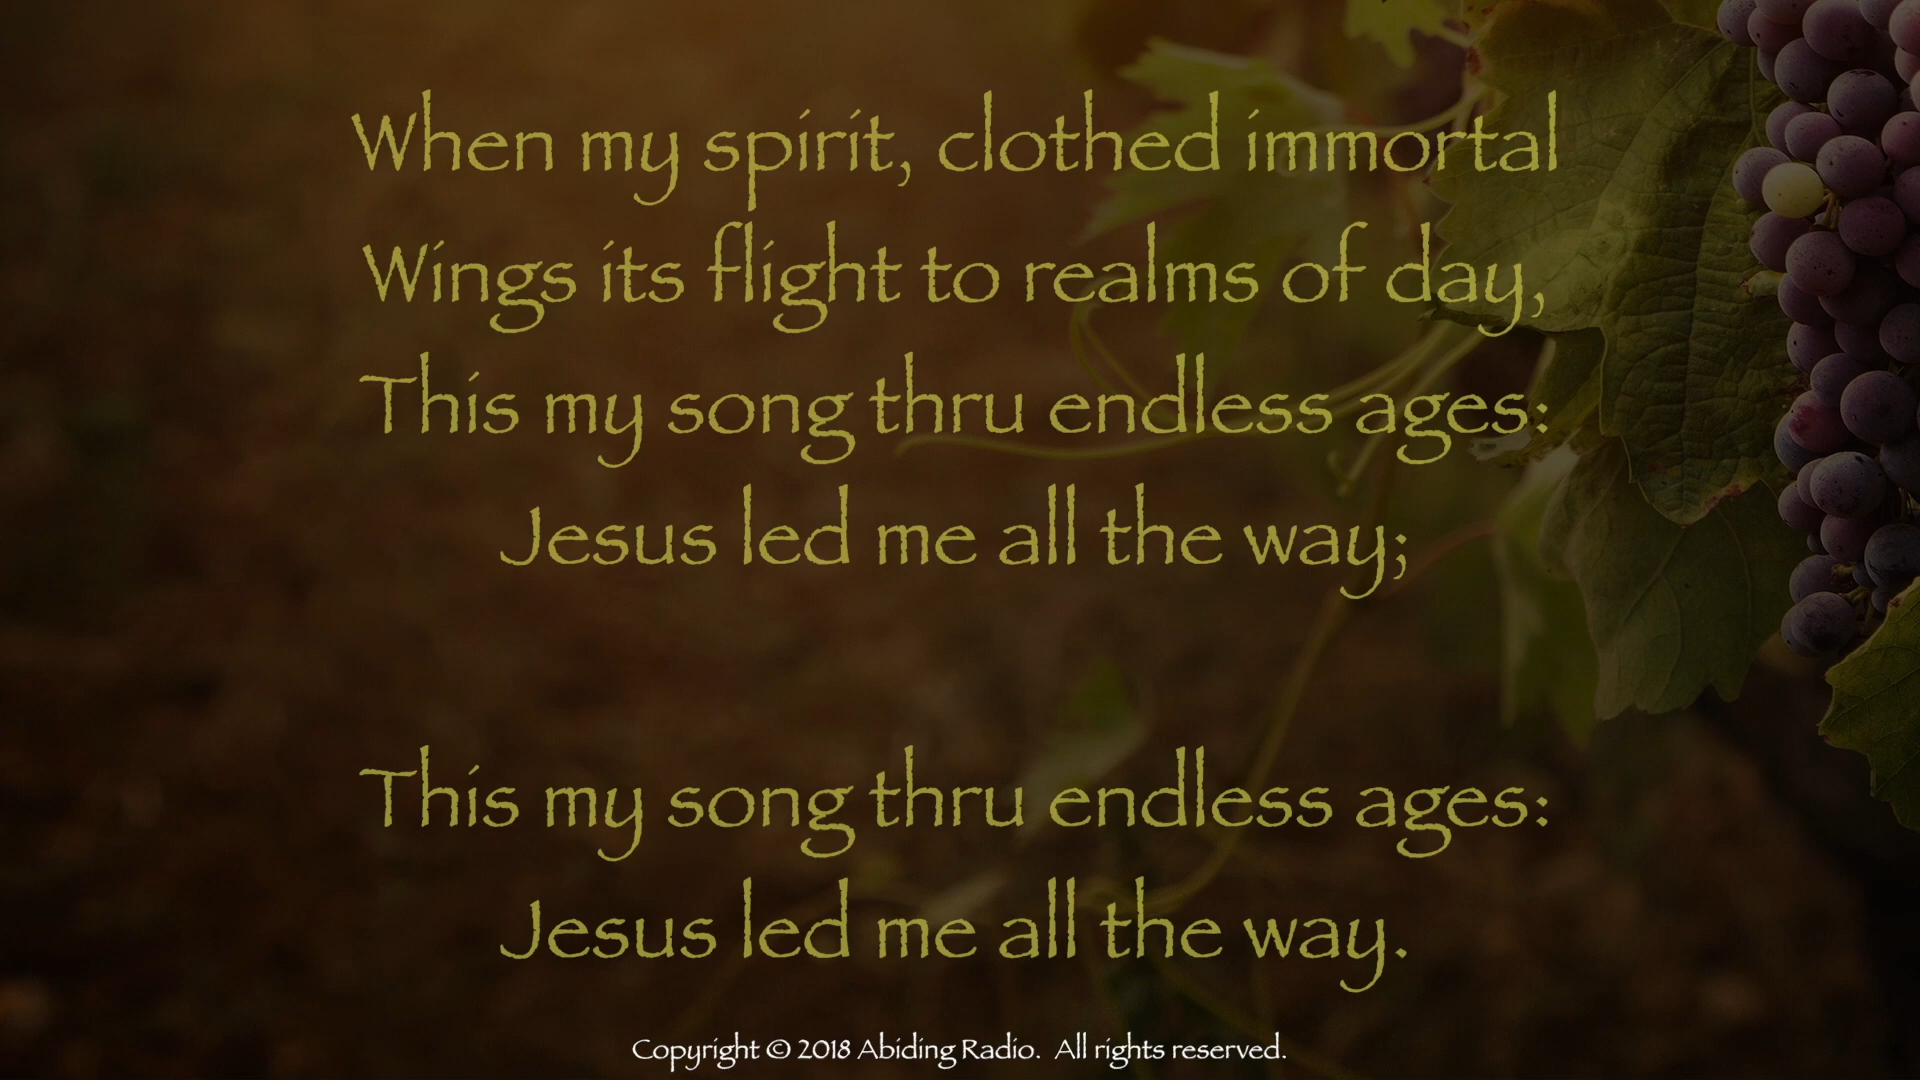 When my spirit, clothed immortal
Wings its flight to realms of day,
This my song thru endless ages:
Jesus led me all the way;
This my song thru endless ages:
Jesus led me all the way.
Copyright © 2018 Abiding Radio.  All rights reserved.